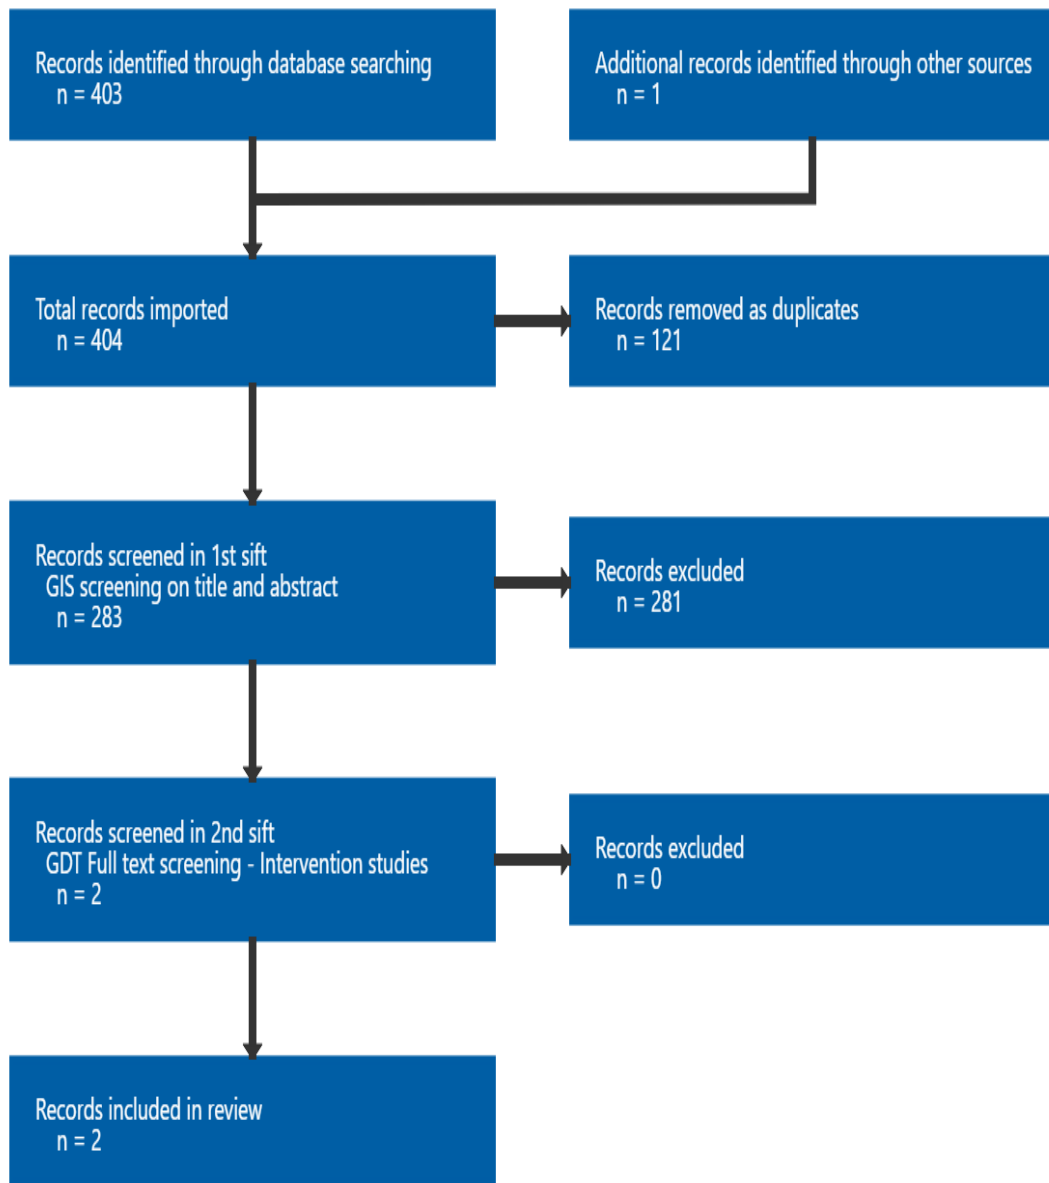 Records identified through database searching
n = 403
Additional records identified through other sources
n = 1
Total records imported
n = 404
Records removed as duplicates
n = 121
Records screened in 1st sift
GIS screening on title and abstract
n = 283
Records excluded
n = 281
Records screened in 2nd sift
GDT Full text screening - Intervention studies
n = 2
Records excluded
n = 0
Records included in review
n = 2